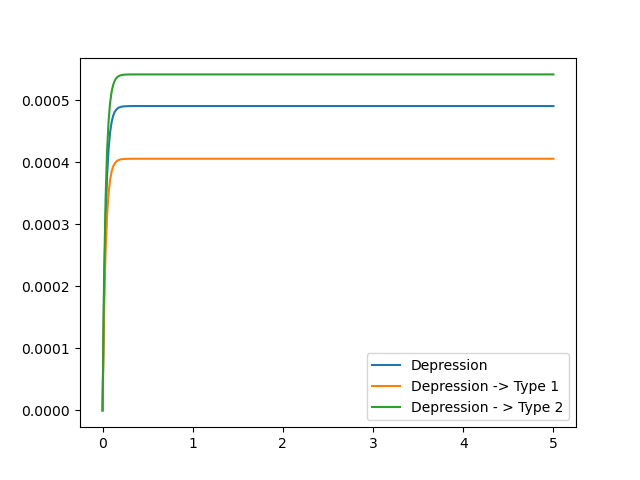 0.0005
0.0004
0.0003
0.0002
0.0001
0.0000
0 1 2 3 4 5
Depression
Depression -> Type 1
Depression - > Type 2